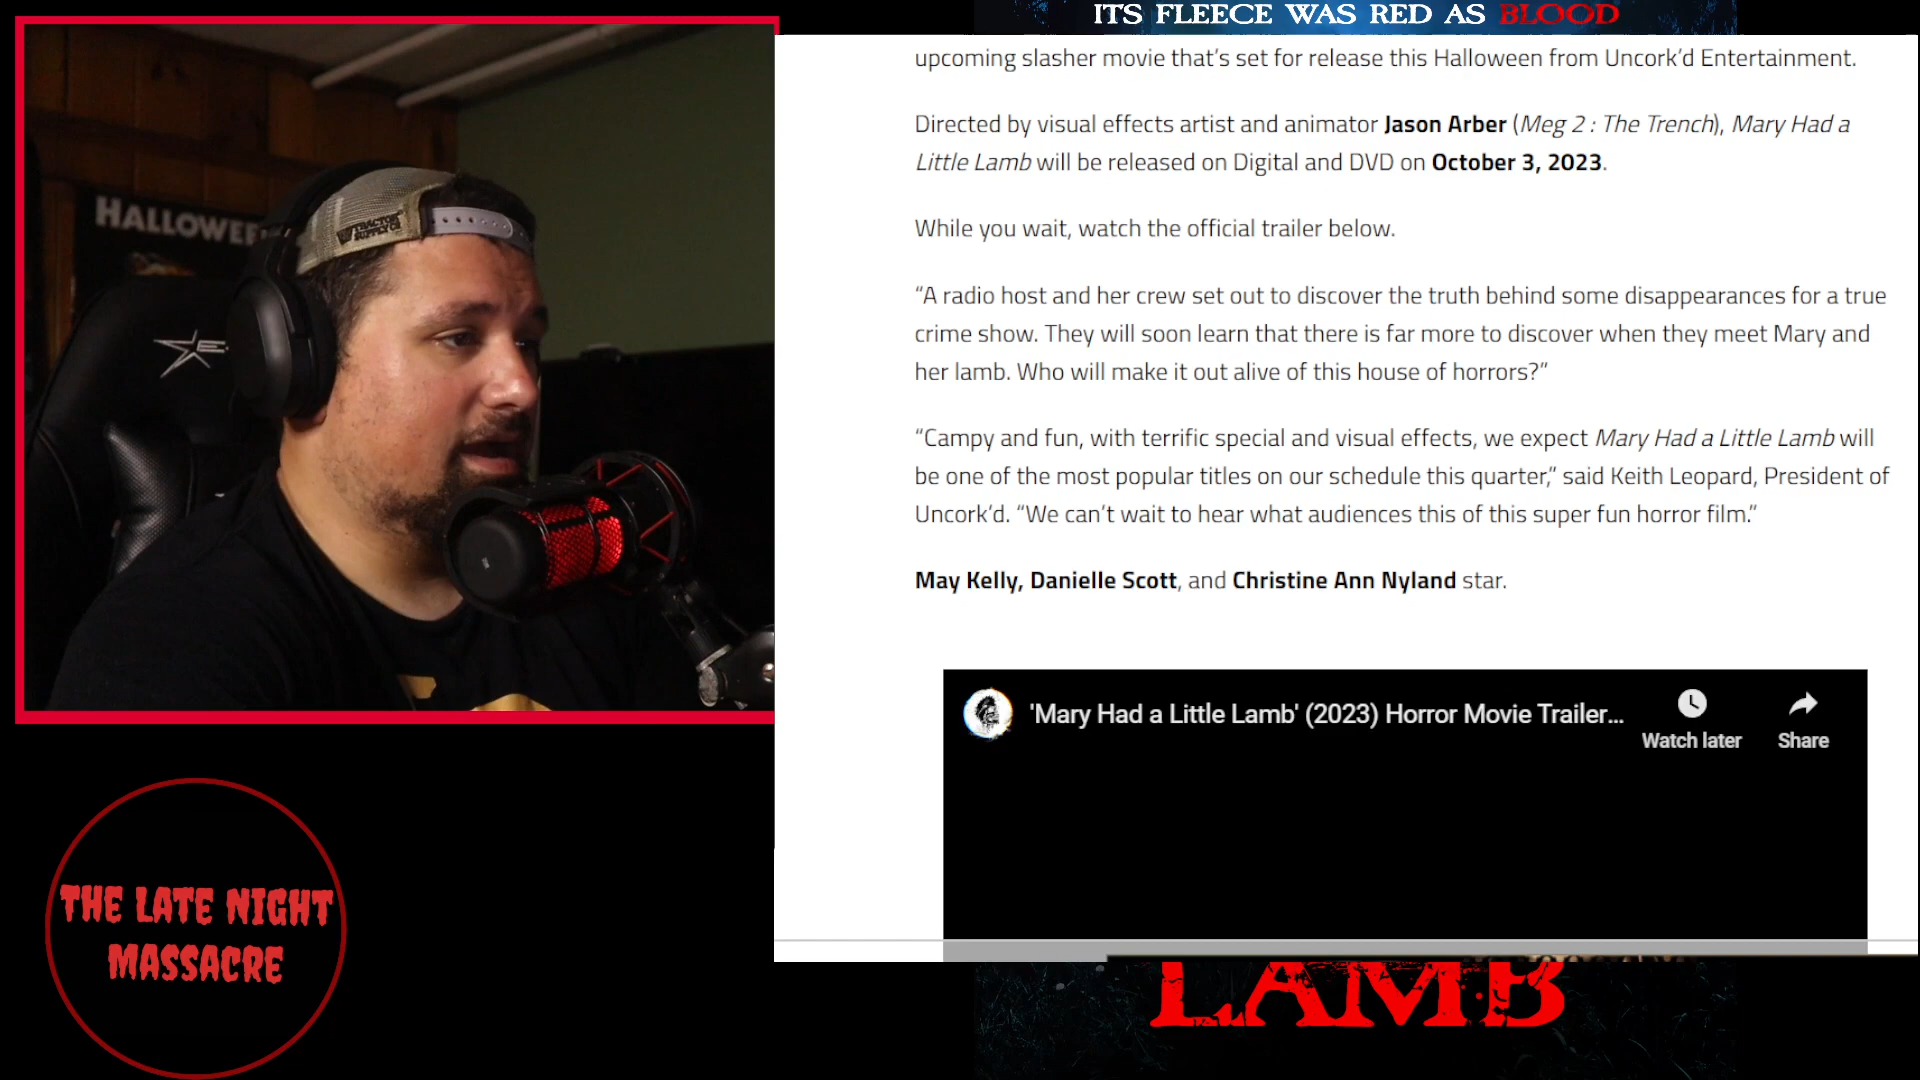 ITS FLEECE WAS RED AS BLOOD
upcoming slasher movie that’s set for release this Halloween from Uncork’d Entertainment.
Directed by visual effects artist and animator Jason Arber (Meg 2 : The Trench), Mary Had a
Little Lamb will be released on Digital and DVD on October 3, 2023.
While you wait, watch the official trailer below.
“A radio host and her crew set out to discover the truth behind some disappearances for a true
crime show. They will soon learn that there is far more to discover when they meet Mary and
her lamb. Who will make it out alive of this house of horrors?”
“Campy and fun, with terrific special and visual effects, we expect Mary Had a Little Lamb will
be one of the most popular titles on our schedule this quarter,” said Keith Leopard, President of
Uncork’d. “We can’t wait to hear what audiences this of this super fun horror film.”
May Kelly, Danielle Scott, and Christine Ann Nyland star.
'Mary Had a Little Lamb' (2023) Horror Movie Trailer...
Watch later
Share
LAMB
HALLOWEE
TRACTOR
SUPPLY CO
THE LATE NIGHT
MASSACRE